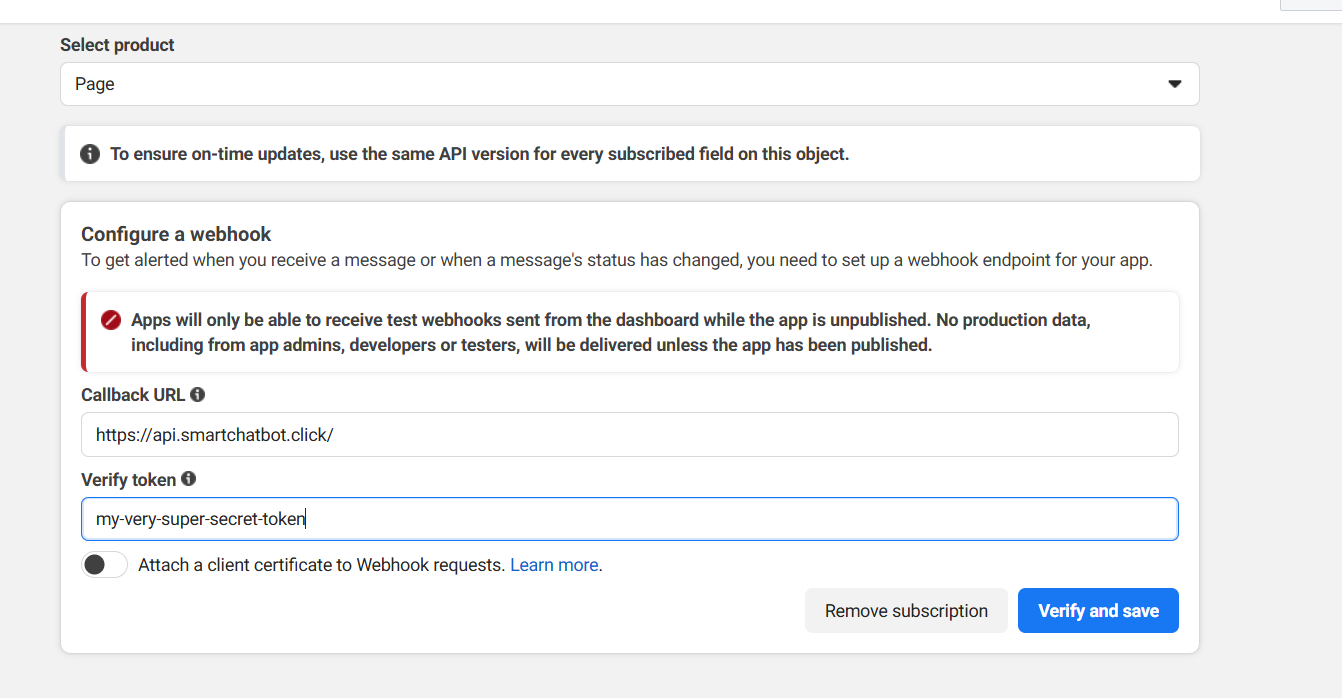 Select product
Page
To ensure on-time updates, use the same API version for every subscribed field on this object.
Configure a webhook
To get alerted when you receive a message or when a message's status has changed, you need to set up a webhook endpoint for your app.
Apps will only be able to receive test webhooks sent from the dashboard while the app is unpublished. No production data,
including from app admins, developers or testers, will be delivered unless the app has been published.
Callback URL
https://api.smartchatbot.click/
Verify token
my-very-super-secret-token
Attach a client certificate to Webhook requests. Learn more.
Remove subscription
Verify and save